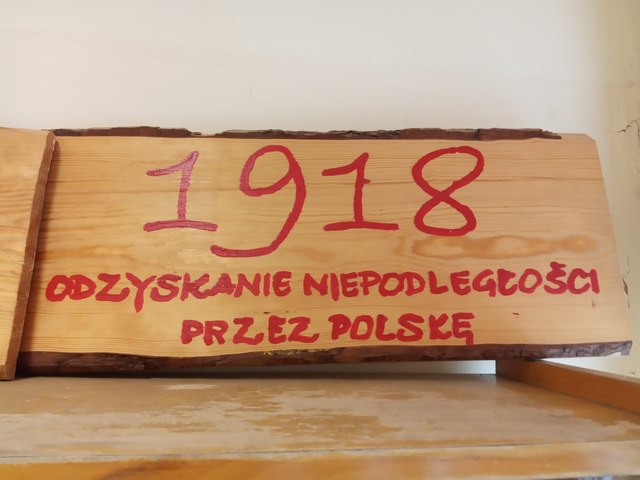 1918
ODZYSKANIE NIEPODLEGŁOŚCI
PRZEZ POLSKĘ